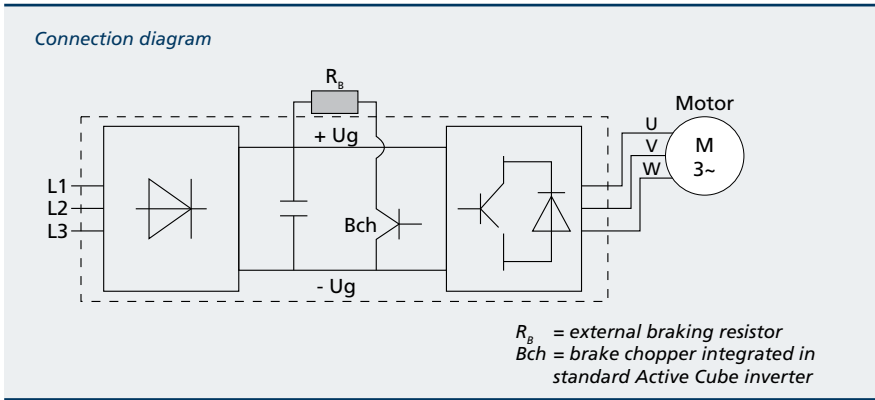 Connection diagram
R_B
Motor
+ Ug
U
V
W
M
3~
L1
L2
L3
Bch
- Ug
R_B = external braking resistor
Bch = brake chopper integrated in
standard Active Cube inverter